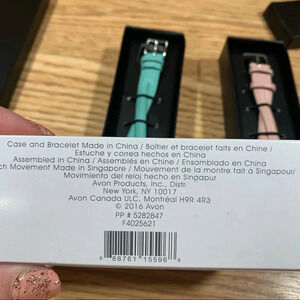 Case and Bracelet Made in China / Boîtier et bracelet faits en Chine /
Estuche y correa hechos en China
Assembled in China / Assemblés en Chine / Ensamblado en China
ch Movement Made in Singapore / Mouvement de la montre fait à Singapour/
Movimiento del reloj hecho en Singapur
Avon Products, Inc., Distr.
New York, NY 10017
Avon Canada ULC, Montréal H9R 4R3
© 2016 Avon
PP # 5282847
F4025621
88761 15596